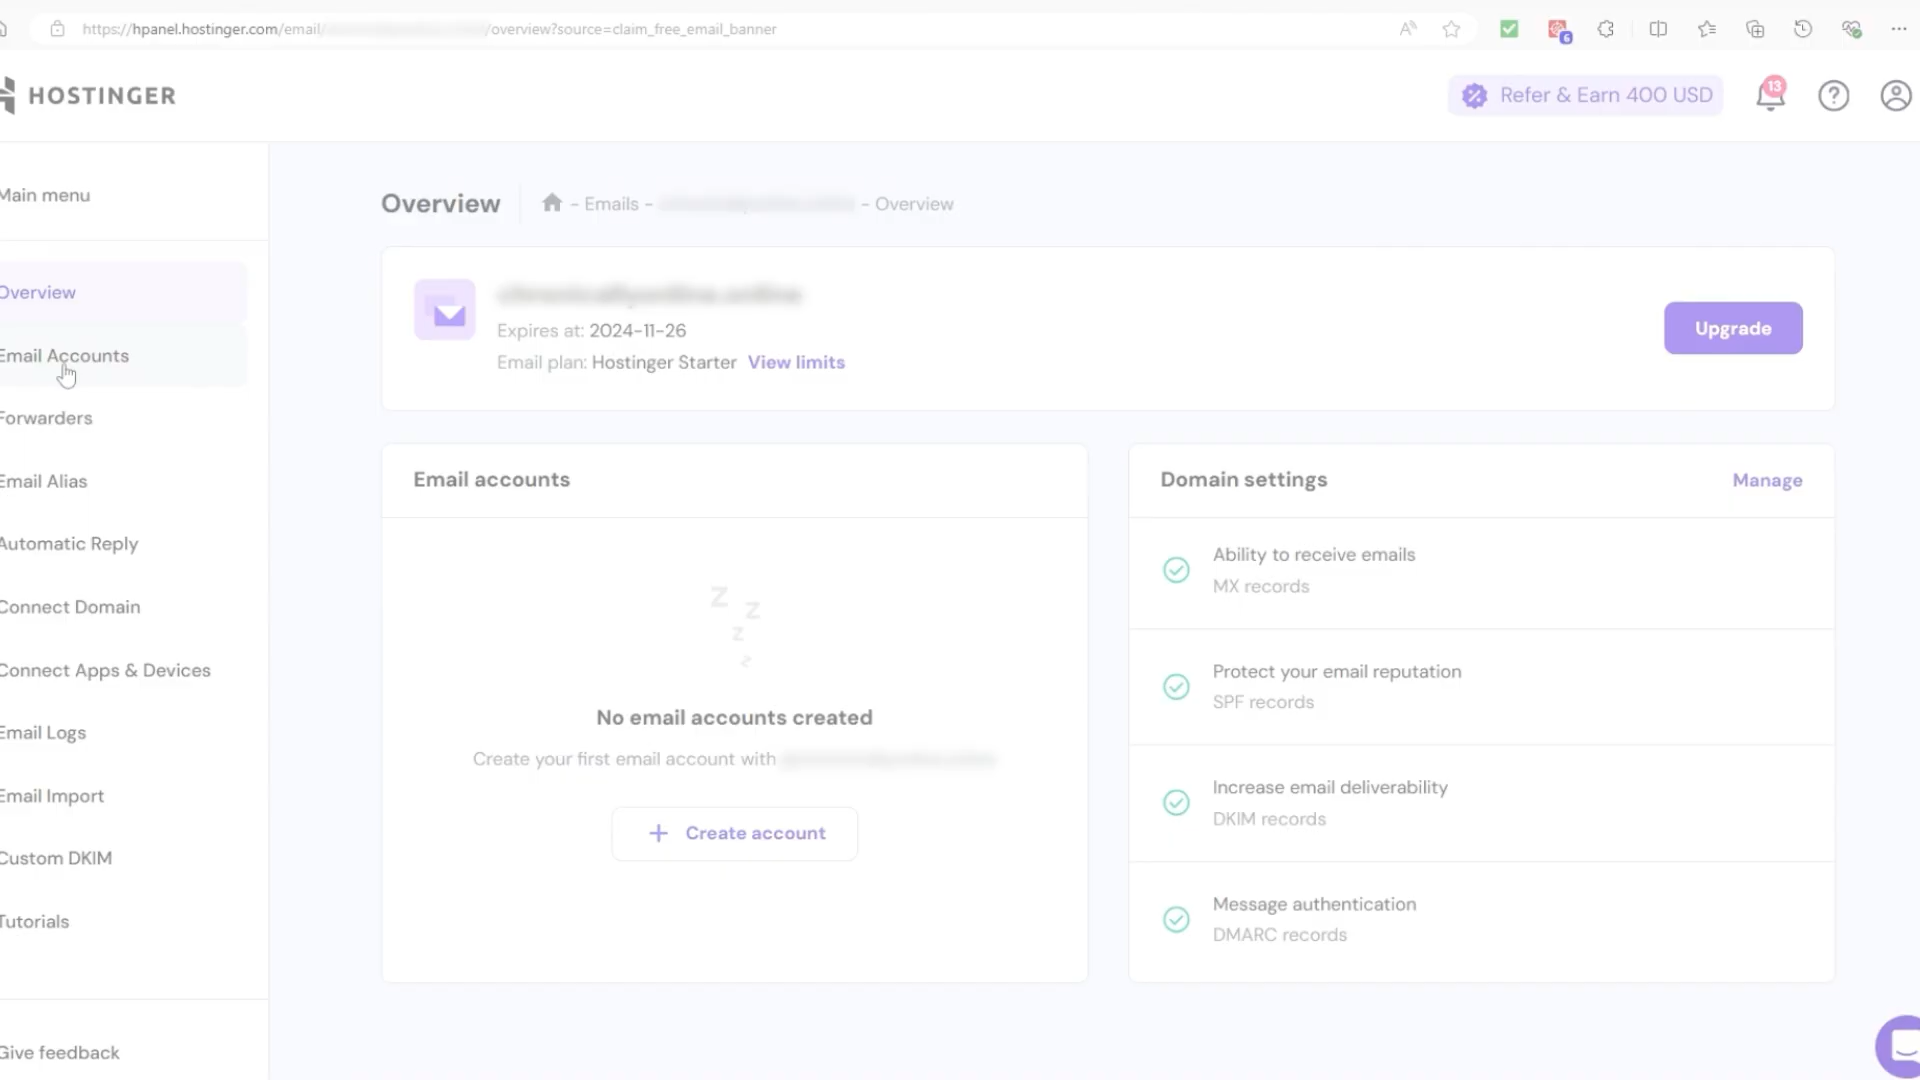 https://hpanel.hostinger.com/email/ /overview?source=claim_free_email_banner
6
HOSTINGER
Refer & Earn 400 USD
13
Main menu
Overview
Email Accounts
Forwarders
Email Alias
Automatic Reply
Connect Domain
Connect Apps & Devices
Email Logs
Email Import
Custom DKIM
Tutorials
Give feedback
Overview
- Emails - - Overview
Expires at: 2024-11-26
Email plan: Hostinger Starter View limits
Upgrade
Email accounts
Z
Z
Z
Z
No email accounts created
Create your first email account with
+ Create account
Domain settings
Manage
Ability to receive emails
MX records
Protect your email reputation
SPF records
Increase email deliverability
DKIM records
Message authentication
DMARC records